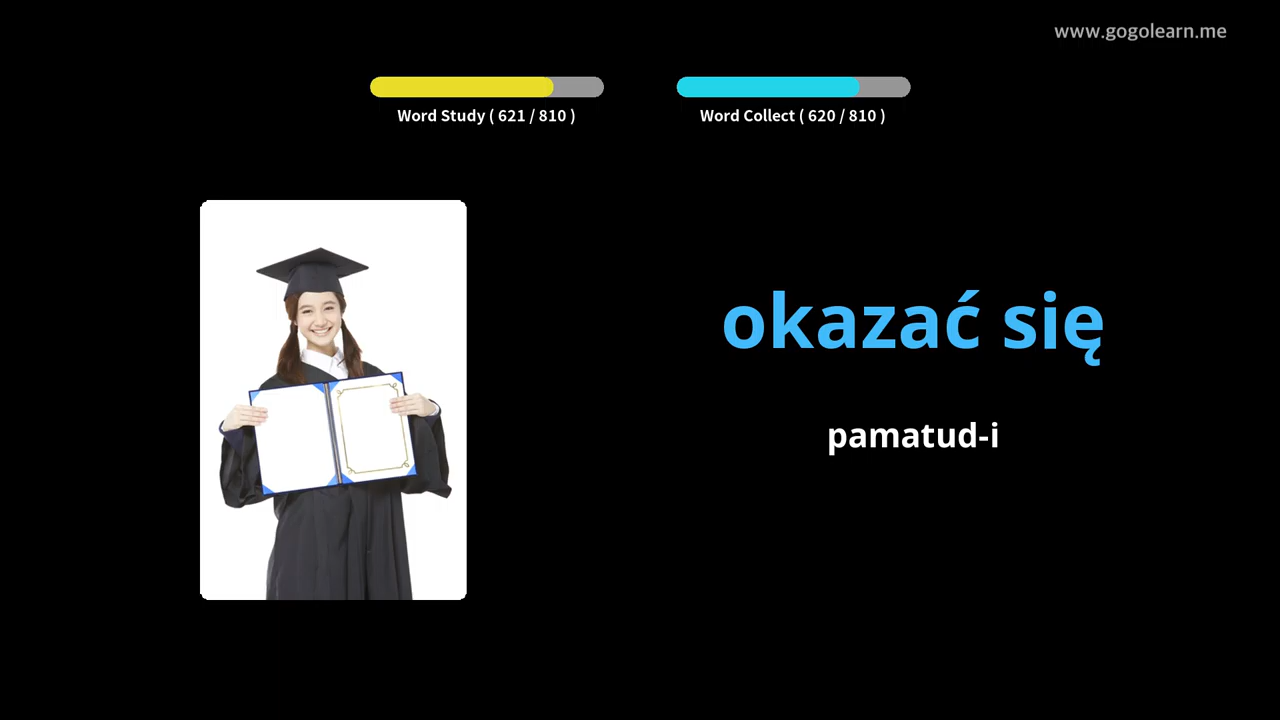 www.gogolearn.me
Word Study ( 621 / 810 )
Word Collect ( 620 / 810 )
okazać się
pamatud-i